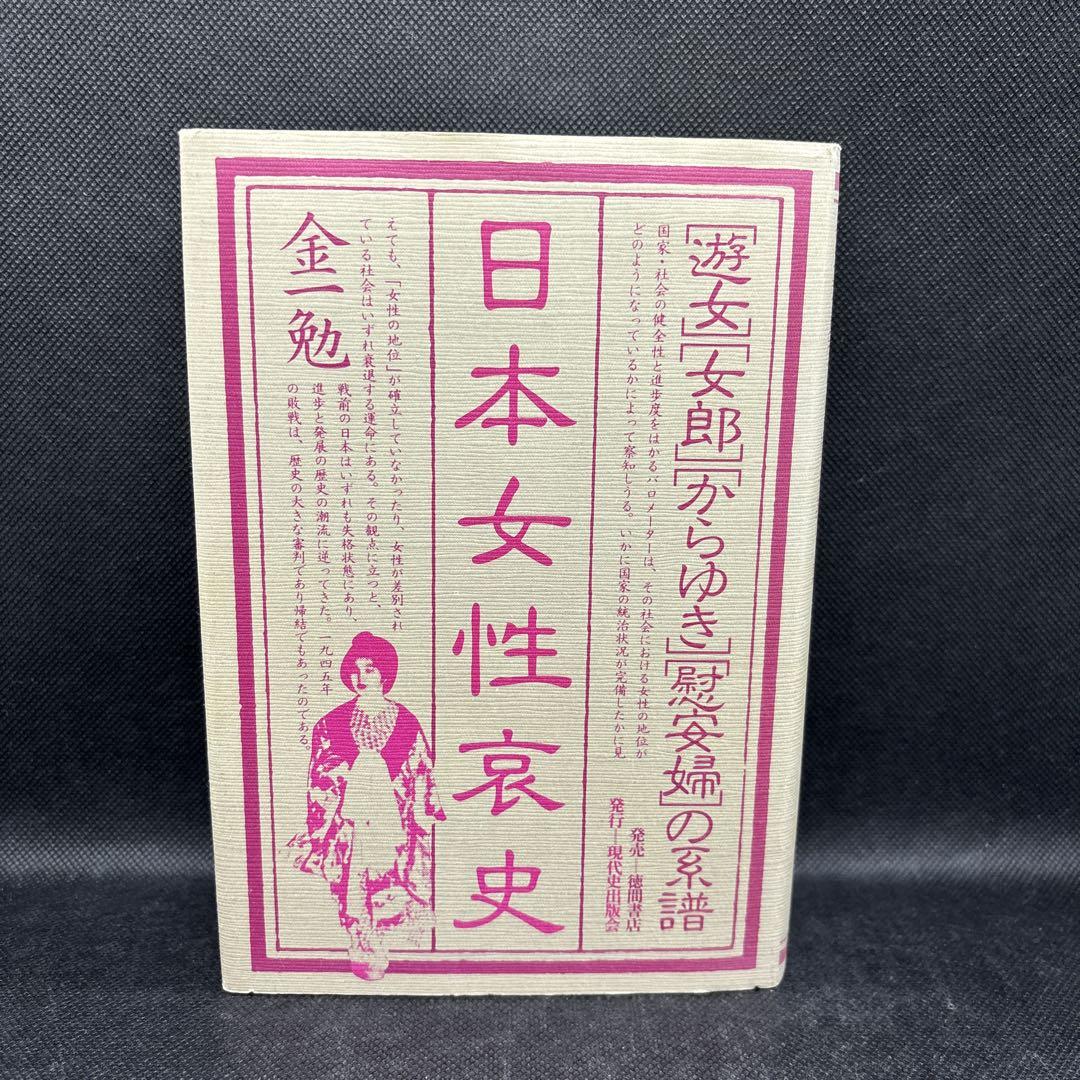 ［遊女］［女郎］［からゆき］［慰安婦］の系譜
国家・社会の健全性と進歩度をはかるバロメーターは、その社会における女性の地位が
どのようになっているかによって察知しうる。いかに国家の統治状況が完備したかに見
発売―徳間書店
発行―現代史出版会
日本女性哀史
えても、「女性の地位」が確立していなかったり、女性が差別され
ている社会はいずれ衰退する運命にある。その観点に立つと、
戦前の日本はいずれも失格状態にあり、
進歩と発展の歴史の潮流に逆ってきた。一九四五年
の敗戦は、歴史の大きな審判であり帰結でもあったのである。
金一勉